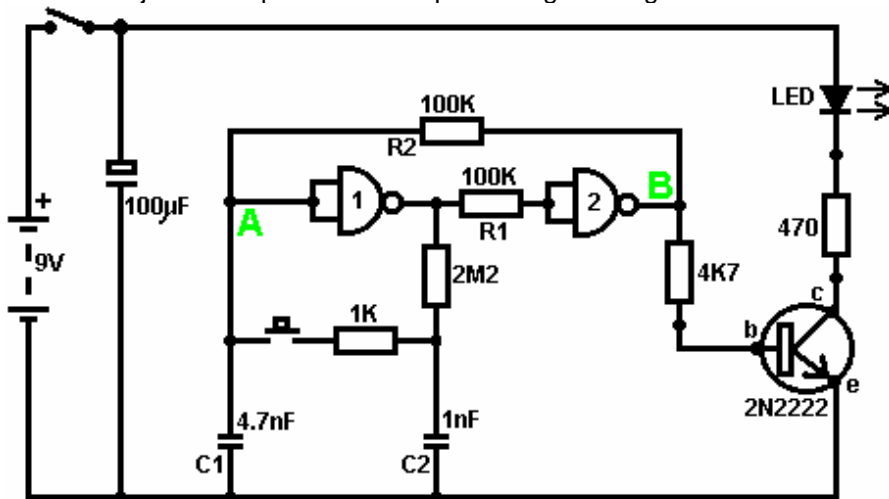 LED
100K
R2
B
A
1
100K
R1
2
100µF
+
9V
2M2
470
4K7
1K
c
b
e
2N2222
4.7nF
C1
1nF
C2